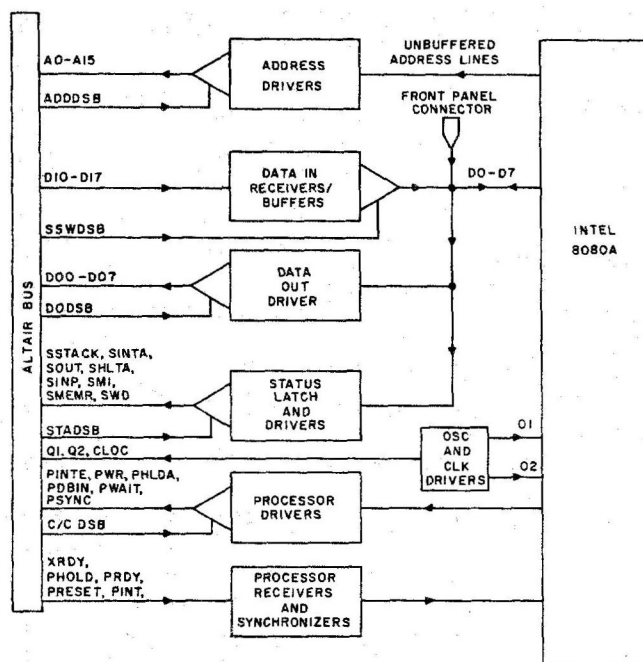 A0-A15
ADDDSB
ADDRESS
DRIVERS
UNBUFFERED
ADDRESS LINES
FRONT PANEL
CONNECTOR
DI0-DI7
DATA IN
RECEIVERS/
BUFFERS
D0-D7
SSWDSB
INTEL
8080A
DO0-DO7
DATA
OUT
DRIVER
DODSB
ALTAIR BUS
SSTACK, SINTA,
SOUT, SHLTA,
SINP, SMI,
SMEMR, SWD
STATUS
LATCH
AND
DRIVERS
STADSB
Q1, Q2, CLOC
OSC
AND
CLK
DRIVERS
O1
O2
PINTE, PWR, PHLDA,
PDBIN, PWAIT,
PSYNC
PROCESSOR
DRIVERS
C/C DSB
XRDY,
PHOLD, PRDY,
PRESET, PINT,
PROCESSOR
RECEIVERS
AND
SYNCHRONIZERS